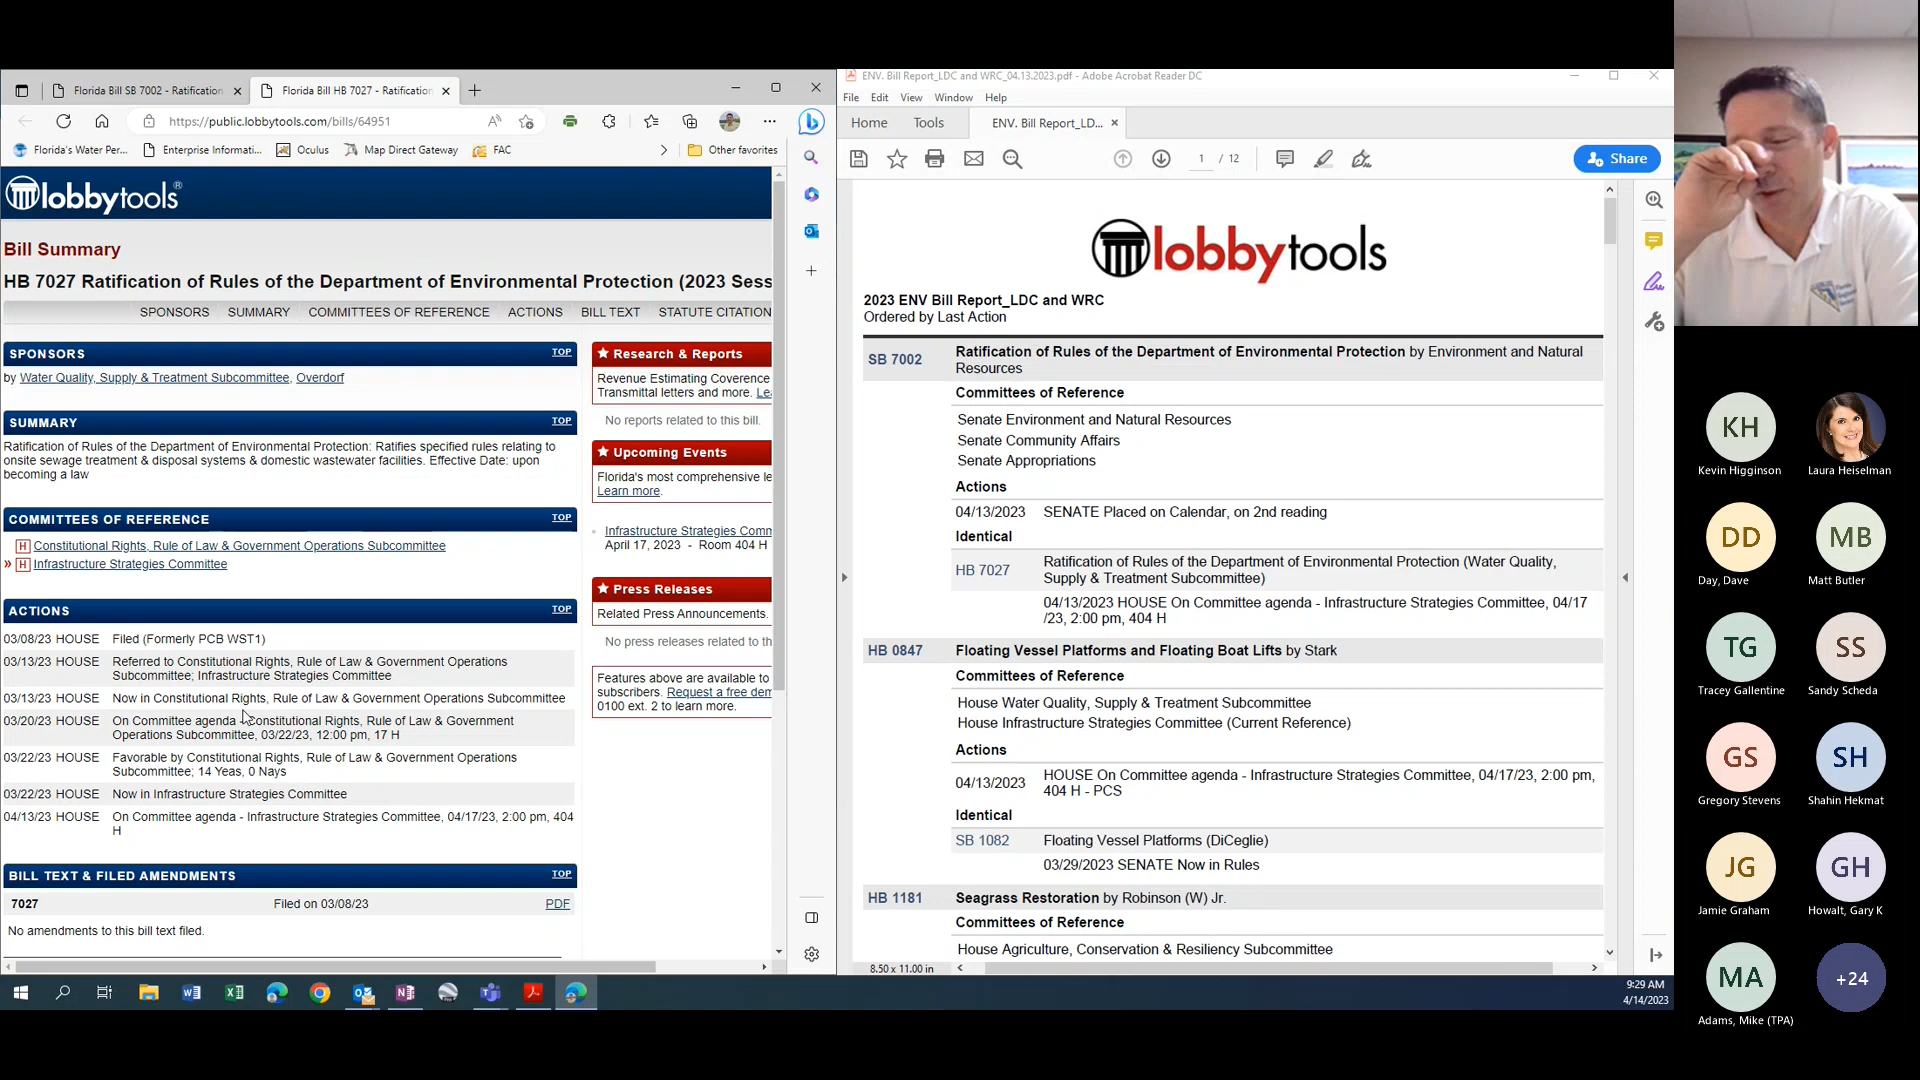 Florida Bill SB 7002 - Ratification
Florida Bill HB 7027 - Ratification
https://public.lobbytools.com/bills/64951
Florida's Water Per...
Enterprise Informati...
Oculus
Map Direct Gateway
FAC
Other favorites
lobbytools®
Bill Summary
HB 7027 Ratification of Rules of the Department of Environmental Protection (2023 Sess
SPONSORS SUMMARY COMMITTEES OF REFERENCE ACTIONS BILL TEXT STATUTE CITATION
SPONSORS TOP
by Water Quality, Supply & Treatment Subcommittee, Overdorf
SUMMARY TOP
Ratification of Rules of the Department of Environmental Protection: Ratifies specified rules relating to
onsite sewage treatment & disposal systems & domestic wastewater facilities. Effective Date: upon
becoming a law
COMMITTEES OF REFERENCE TOP
H Constitutional Rights, Rule of Law & Government Operations Subcommittee
» H Infrastructure Strategies Committee
ACTIONS TOP
03/08/23 HOUSE Filed (Formerly PCB WST1)
03/13/23 HOUSE Referred to Constitutional Rights, Rule of Law & Government Operations
Subcommittee; Infrastructure Strategies Committee
03/13/23 HOUSE Now in Constitutional Rights, Rule of Law & Government Operations Subcommittee
03/20/23 HOUSE On Committee agenda - Constitutional Rights, Rule of Law & Government
Operations Subcommittee, 03/22/23, 12:00 pm, 17 H
03/22/23 HOUSE Favorable by Constitutional Rights, Rule of Law & Government Operations
Subcommittee; 14 Yeas, 0 Nays
03/22/23 HOUSE Now in Infrastructure Strategies Committee
04/13/23 HOUSE On Committee agenda - Infrastructure Strategies Committee, 04/17/23, 2:00 pm, 404
H
BILL TEXT & FILED AMENDMENTS TOP
7027 Filed on 03/08/23 PDF
No amendments to this bill text filed.
Research & Reports
Revenue Estimating Coverence
Transmittal letters and more. Le
No reports related to this bill.
Upcoming Events
Florida's most comprehensive le
Learn more.
Infrastructure Strategies Comm
April 17, 2023 - Room 404 H
Press Releases
Related Press Announcements.
No press releases related to th
Features above are available to
subscribers. Request a free dem
0100 ext. 2 to learn more.
ENV. Bill Report_LDC and WRC_04.13.2023.pdf - Adobe Acrobat Reader DC
File Edit View Window Help
Home Tools ENV. Bill Report_LD...
1 / 12
Share
lobbytools
2023 ENV Bill Report_LDC and WRC
Ordered by Last Action
SB 7002 Ratification of Rules of the Department of Environmental Protection by Environment and Natural
Resources
Committees of Reference
Senate Environment and Natural Resources
Senate Community Affairs
Senate Appropriations
Actions
04/13/2023 SENATE Placed on Calendar, on 2nd reading
Identical
HB 7027 Ratification of Rules of the Department of Environmental Protection (Water Quality,
Supply & Treatment Subcommittee)
04/13/2023 HOUSE On Committee agenda - Infrastructure Strategies Committee, 04/17
/23, 2:00 pm, 404 H
HB 0847 Floating Vessel Platforms and Floating Boat Lifts by Stark
Committees of Reference
House Water Quality, Supply & Treatment Subcommittee
House Infrastructure Strategies Committee (Current Reference)
Actions
04/13/2023 HOUSE On Committee agenda - Infrastructure Strategies Committee, 04/17/23, 2:00 pm,
404 H - PCS
Identical
SB 1082 Floating Vessel Platforms (DiCeglie)
03/29/2023 SENATE Now in Rules
HB 1181 Seagrass Restoration by Robinson (W) Jr.
Committees of Reference
House Agriculture, Conservation & Resiliency Subcommittee
8.50 x 11.00 in
9:29 AM
4/14/2023
KH
Kevin Higginson
Laura Heiselman
DD
Day, Dave
MB
Matt Butler
TG
Tracey Gallentine
SS
Sandy Scheda
GS
Gregory Stevens
SH
Shahin Hekmat
JG
Jamie Graham
GH
Howalt, Gary K
MA
Adams, Mike (TPA)
+24